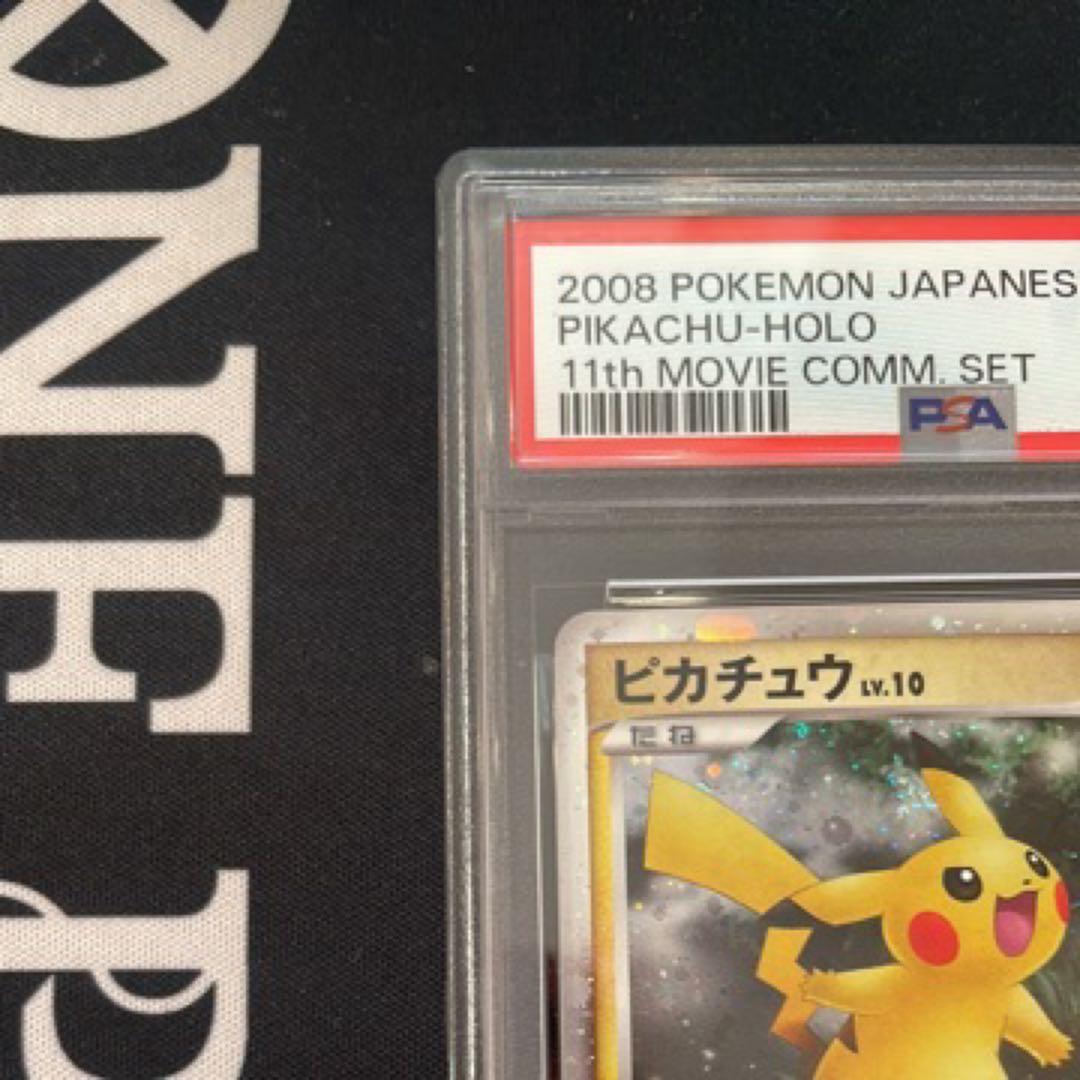 ONE P
2008 POKEMON JAPANES
PIKACHU-HOLO
11th MOVIE COMM. SET
PSA
ピカチュウ LV.10
たね